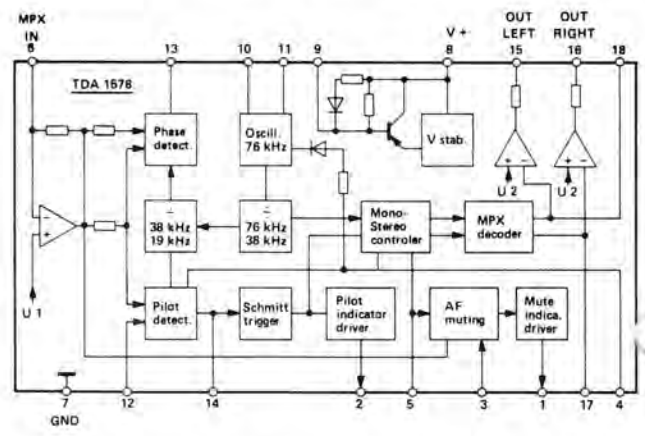 MPX
IN
6
13
10
11
9
V +
8
OUT
LEFT
15
OUT
RIGHT
16
18
TDA 1578
Phase
detect.
Oscill.
76 kHz
V stab.
+ -
U 2
+ -
U 2
-
+
U 1
÷
38 kHz
19 kHz
÷
76 kHz
38 kHz
Mono-
Stereo
controler
MPX
decoder
Pilot
detect.
Schmitt
trigger
Pilot
indicator
driver
AF
muting
Mute
indica.
driver
7
GND
12
14
2
5
3
1
17
4